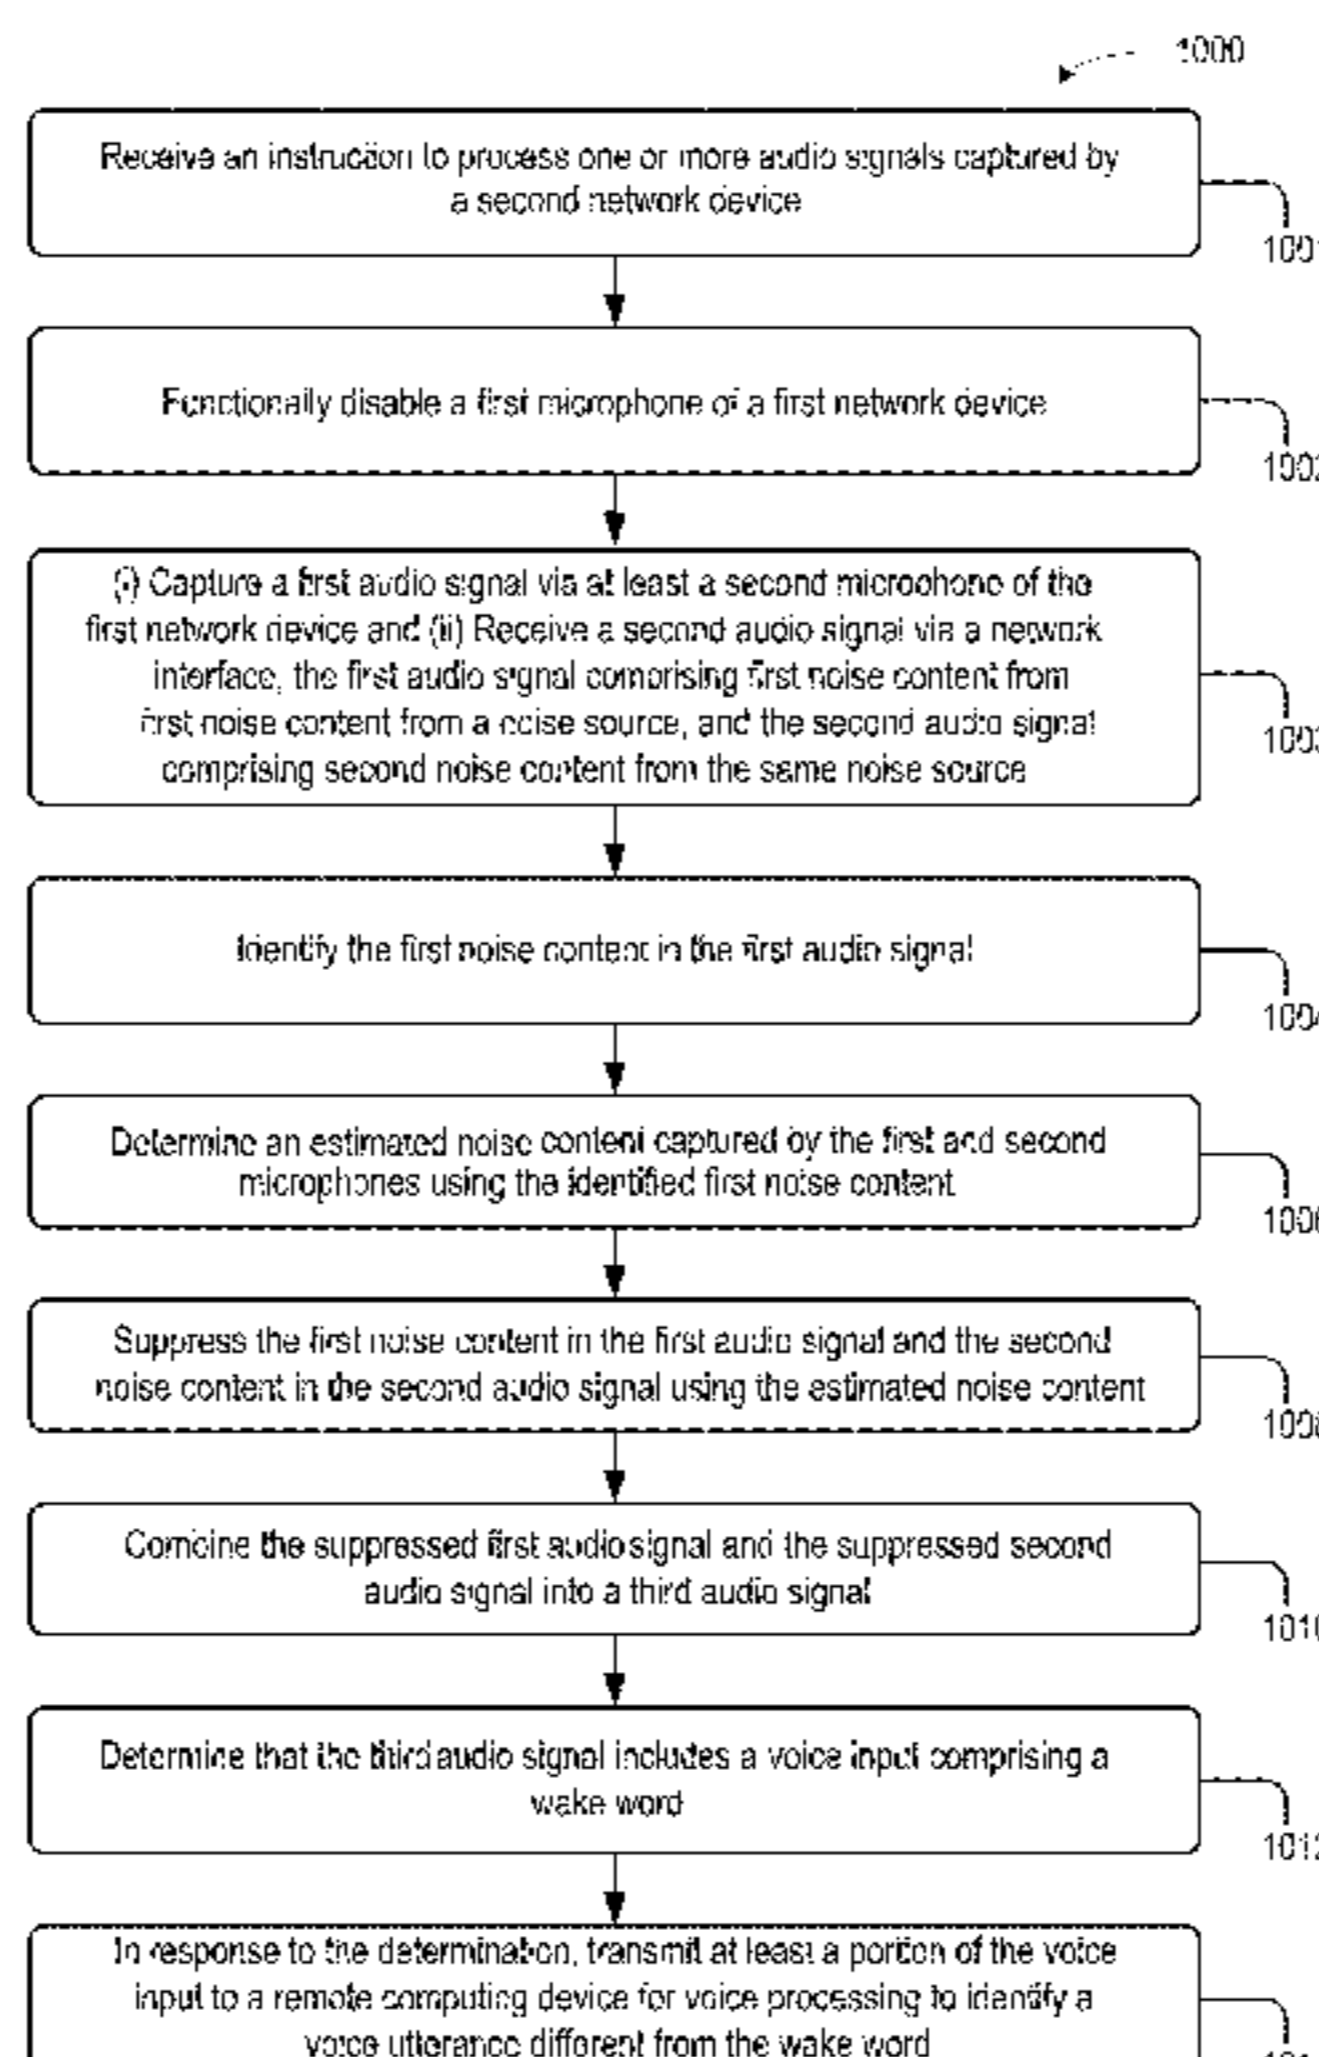 1000
Receive an instruction to process one or more audio signals captured by
a second network device
Functionally disable a first microphone of a first network device
(i) Capture a first audio signal via at least a second microphone of the
first network device and (ii) Receive a second audio signal via a network
interface, the first audio signal comprising first noise content from
first noise content from a noise source, and the second audio signal
comprising second noise content from the same noise source
Identify the first noise content in the first audio signal
Determine an estimated noise content captured by the first and second
microphones using the identified first noise content
Suppress the first noise content in the first audio signal and the second
noise content in the second audio signal using the estimated noise content
Combine the suppressed first audio signal and the suppressed second
audio signal into a third audio signal
Determine that the third audio signal includes a voice input comprising a
wake word
In response to the determination, transmit at least a portion of the voice
input to a remote computing device for voice processing to identify a
voice utterance different from the wake word